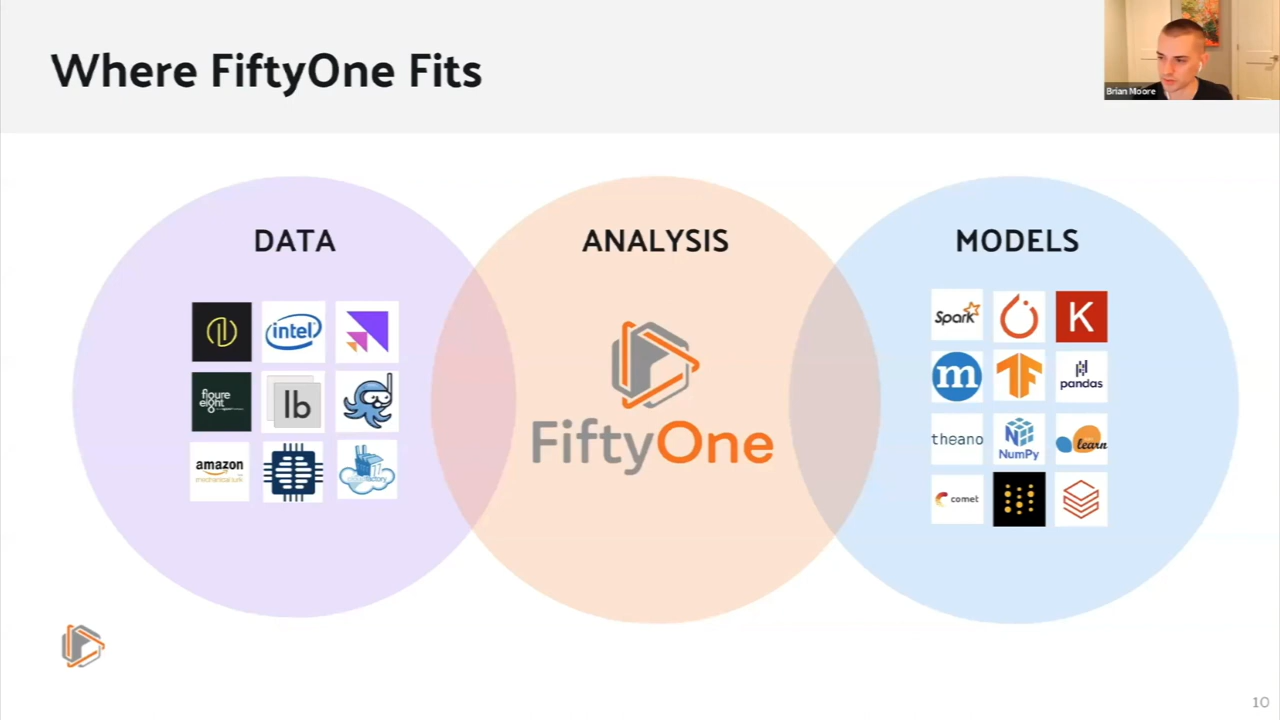 Where FiftyOne Fits
Brian Moore
DATA
ANALYSIS
MODELS
intel
figure
eight
lb
amazon
mechanical turk
FiftyOne
Spark
K
m
TF
pandas
theano
NumPy
learn
comet
10